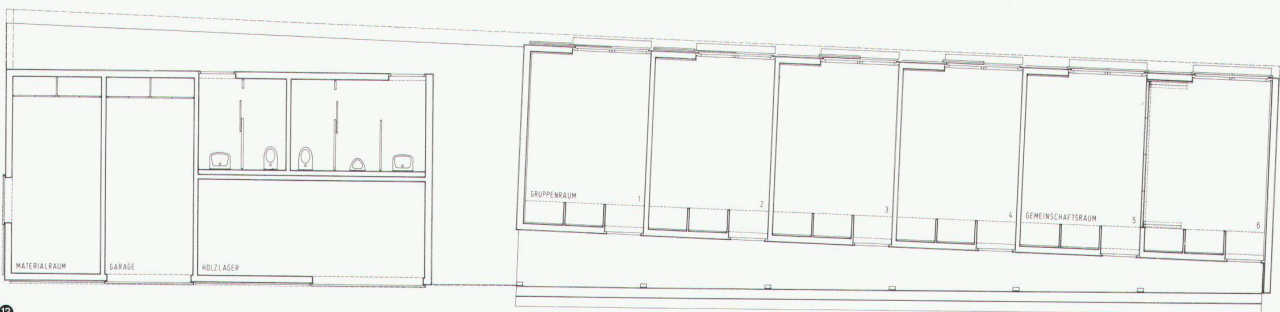 GRUPPENRAUM 1
2
3
4
GEMEINSCHAFTSRAUM 5
6
MATERIALRAUM
GARAGE
HOLZLAGER
12